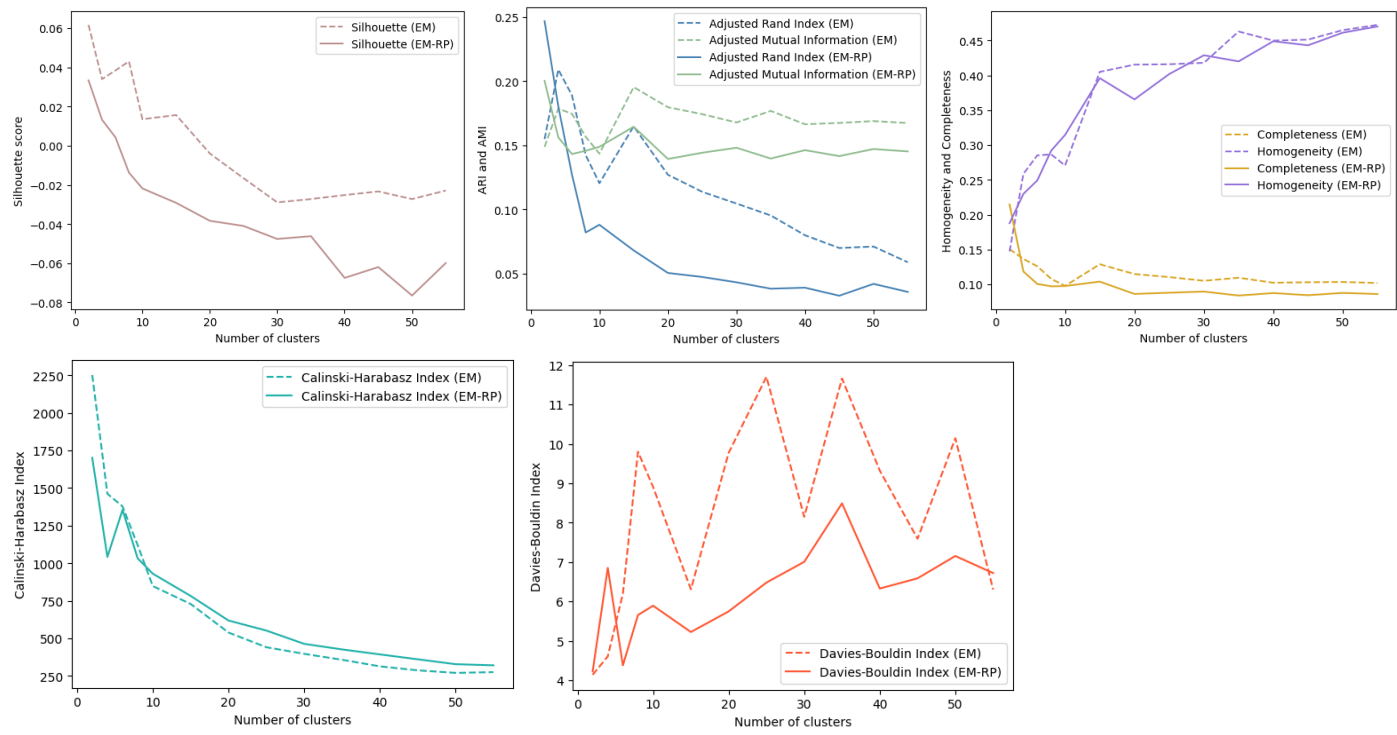 Silhouette score
0.06
0.04
0.02
0.00
−0.02
−0.04
−0.06
−0.08
Silhouette (EM)
Silhouette (EM-RP)
0
10
20
30
40
50
Number of clusters
ARI and AMI
0.25
0.20
0.15
0.10
0.05
Adjusted Rand Index (EM)
Adjusted Mutual Information (EM)
Adjusted Rand Index (EM-RP)
Adjusted Mutual Information (EM-RP)
0
10
20
30
40
50
Number of clusters
Homogeneity and Completeness
0.45
0.40
0.35
0.30
0.25
0.20
0.15
0.10
Completeness (EM)
Homogeneity (EM)
Completeness (EM-RP)
Homogeneity (EM-RP)
0
10
20
30
40
50
Number of clusters
Calinski-Harabasz Index
2250
2000
1750
1500
1250
1000
750
500
250
Calinski-Harabasz Index (EM)
Calinski-Harabasz Index (EM-RP)
0
10
20
30
40
50
Number of clusters
Davies-Bouldin Index
12
11
10
9
8
7
6
5
4
Davies-Bouldin Index (EM)
Davies-Bouldin Index (EM-RP)
0
10
20
30
40
50
Number of clusters